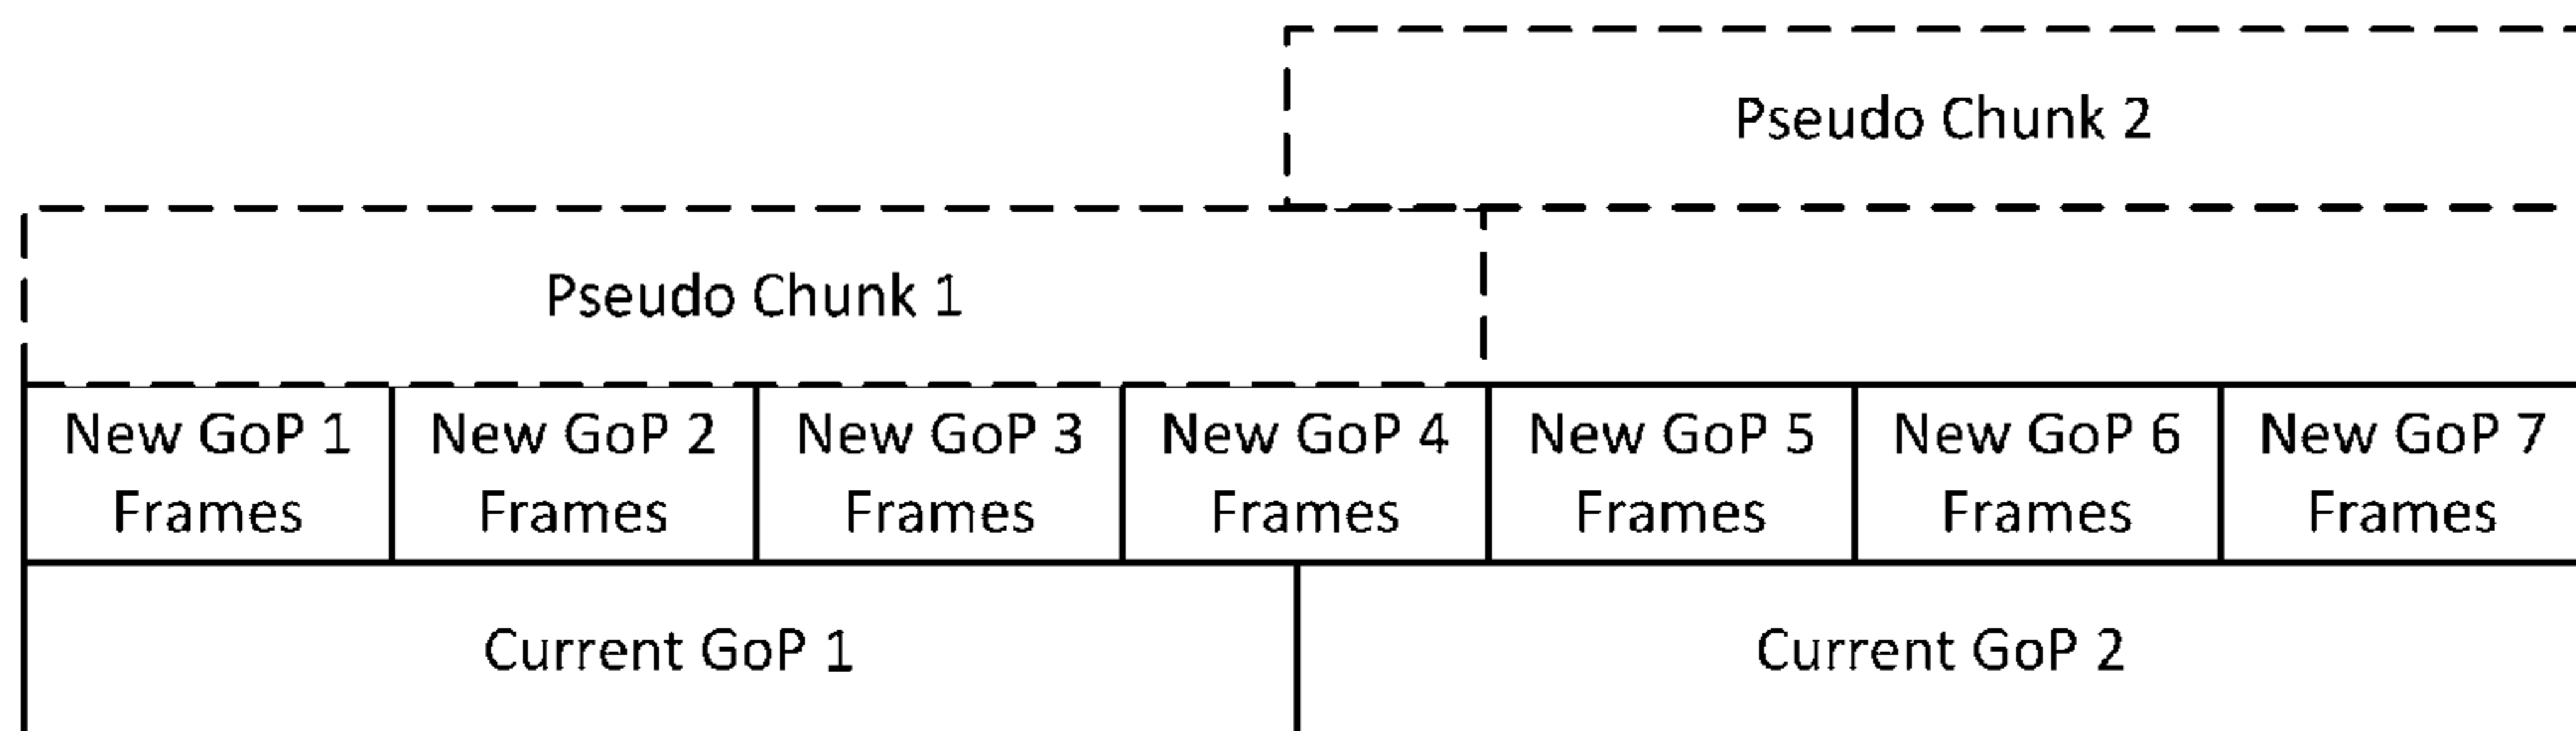 Pseudo Chunk 2
Pseudo Chunk 1
New GoP 1
Frames
New GoP 2
Frames
New GoP 3
Frames
New GoP 4
Frames
New GoP 5
Frames
New GoP 6
Frames
New GoP 7
Frames
Current GoP 1
Current GoP 2